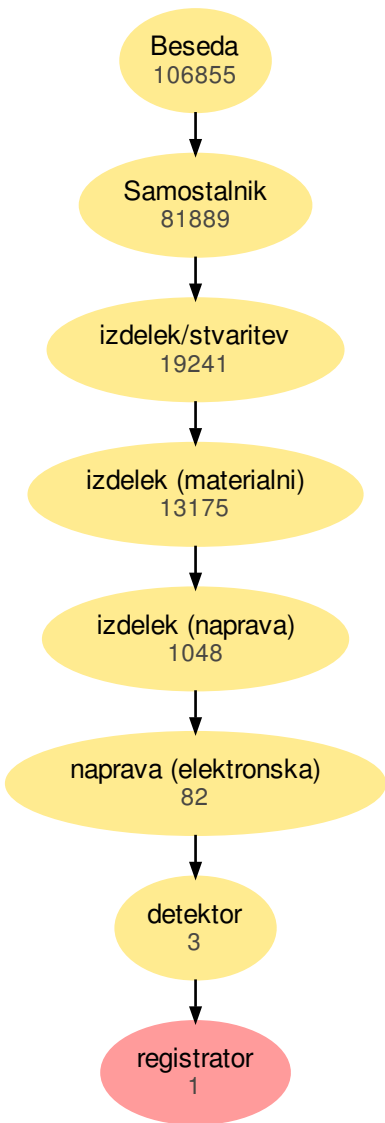 Beseda
106855
Samostalnik
81889
izdelek/stvaritev
19241
izdelek (materialni)
13175
izdelek (naprava)
1048
naprava (elektronska)
82
detektor
3
registrator
1